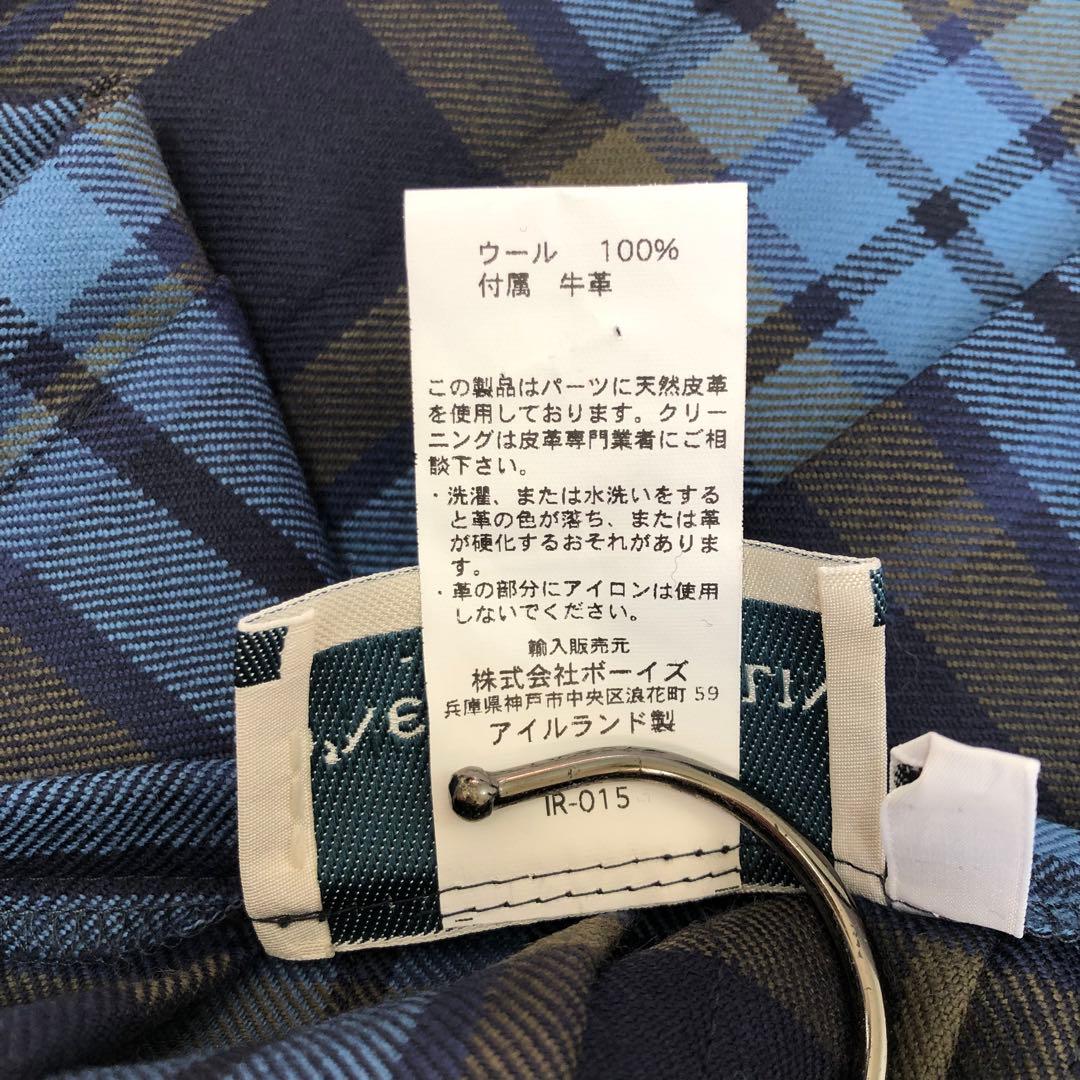 ウール 100%
付属 牛革
この製品はパーツに天然皮革
を使用しております。クリー
ニングは皮革専門業者にご相
談下さい。
・洗濯、または水洗いをする
と革の色が落ち、または革
が硬化するおそれがありま
す。
・革の部分にアイロンは使用
しないでください。
輸入販売元
株式会社ボーイズ
兵庫県神戸市中央区浪花町59
アイルランド製
IR-015